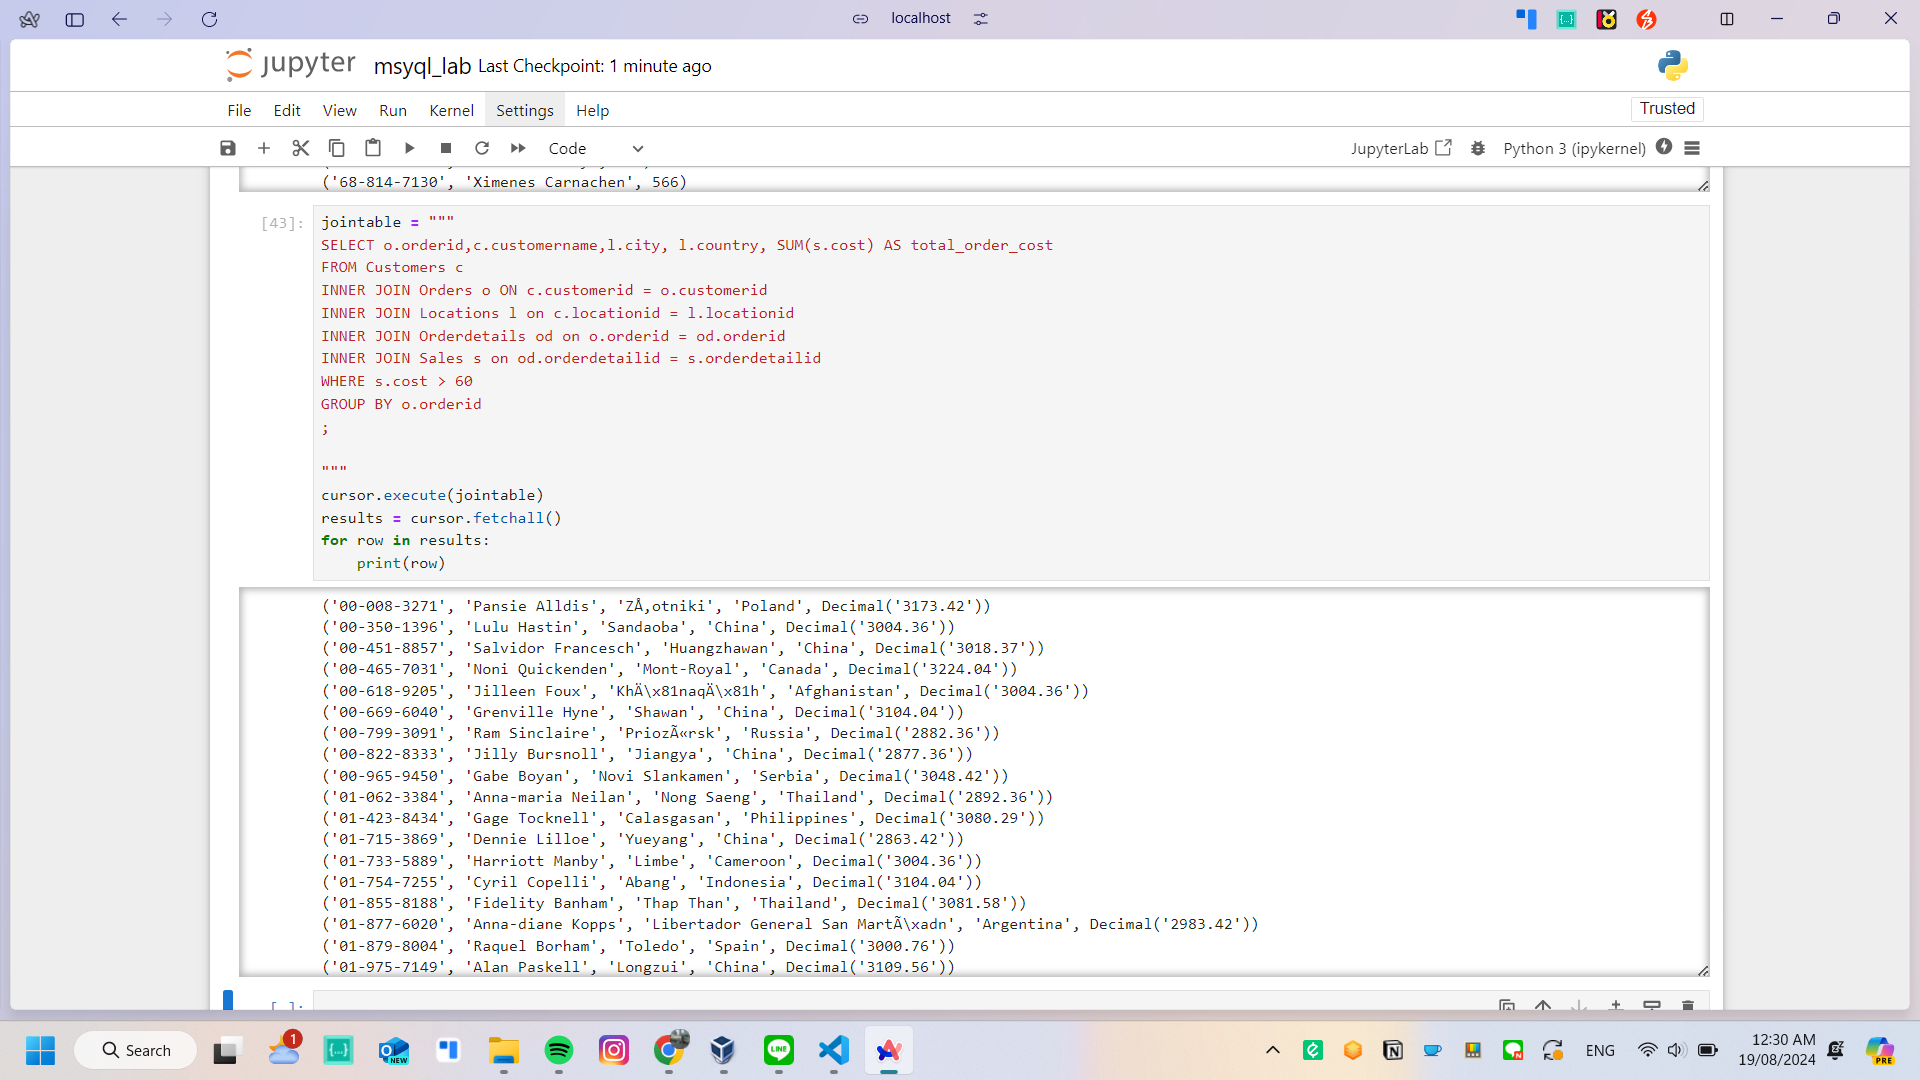 localhost
jupyter msyql_lab Last Checkpoint: 1 minute ago
File Edit View Run Kernel Settings Help
Trusted
Code
JupyterLab
Python 3 (ipykernel)
('68-814-7130', 'Ximenes Carnachen', 566)
[43]:
jointable = """
SELECT o.orderid,c.customername,l.city, l.country, SUM(s.cost) AS total_order_cost
FROM Customers c
INNER JOIN Orders o ON c.customerid = o.customerid
INNER JOIN Locations l on c.locationid = l.locationid
INNER JOIN Orderdetails od on o.orderid = od.orderid
INNER JOIN Sales s on od.orderdetailid = s.orderdetailid
WHERE s.cost > 60
GROUP BY o.orderid
;
"""
cursor.execute(jointable)
results = cursor.fetchall()
for row in results:
    print(row)
('00-008-3271', 'Pansie Alldis', 'ZÅ‚otniki', 'Poland', Decimal('3173.42'))
('00-350-1396', 'Lulu Hastin', 'Sandaoba', 'China', Decimal('3004.36'))
('00-451-8857', 'Salvidor Francesch', 'Huangzhawan', 'China', Decimal('3018.37'))
('00-465-7031', 'Noni Quickenden', 'Mont-Royal', 'Canada', Decimal('3224.04'))
('00-618-9205', 'Jilleen Foux', 'KhÄ\x81naqÄ\x81h', 'Afghanistan', Decimal('3004.36'))
('00-669-6040', 'Grenville Hyne', 'Shawan', 'China', Decimal('3104.04'))
('00-799-3091', 'Ram Sinclaire', 'PriozÃ«rsk', 'Russia', Decimal('2882.36'))
('00-822-8333', 'Jilly Bursnoll', 'Jiangya', 'China', Decimal('2877.36'))
('00-965-9450', 'Gabe Boyan', 'Novi Slankamen', 'Serbia', Decimal('3048.42'))
('01-062-3384', 'Anna-maria Neilan', 'Nong Saeng', 'Thailand', Decimal('2892.36'))
('01-423-8434', 'Gage Tocknell', 'Calasgasan', 'Philippines', Decimal('3080.29'))
('01-715-3869', 'Dennie Lilloe', 'Yueyang', 'China', Decimal('2863.42'))
('01-733-5889', 'Harriott Manby', 'Limbe', 'Cameroon', Decimal('3004.36'))
('01-754-7255', 'Cyril Copelli', 'Abang', 'Indonesia', Decimal('3104.04'))
('01-855-8188', 'Fidelity Banham', 'Thap Than', 'Thailand', Decimal('3081.58'))
('01-877-6020', 'Anna-diane Kopps', 'Libertador General San MartÃ\xadn', 'Argentina', Decimal('2983.42'))
('01-879-8004', 'Raquel Borham', 'Toledo', 'Spain', Decimal('3000.76'))
('01-975-7149', 'Alan Paskell', 'Longzui', 'China', Decimal('3109.56'))
[ ]:
Search
1
NEW
LINE
ENG
12:30 AM
19/08/2024
PRE